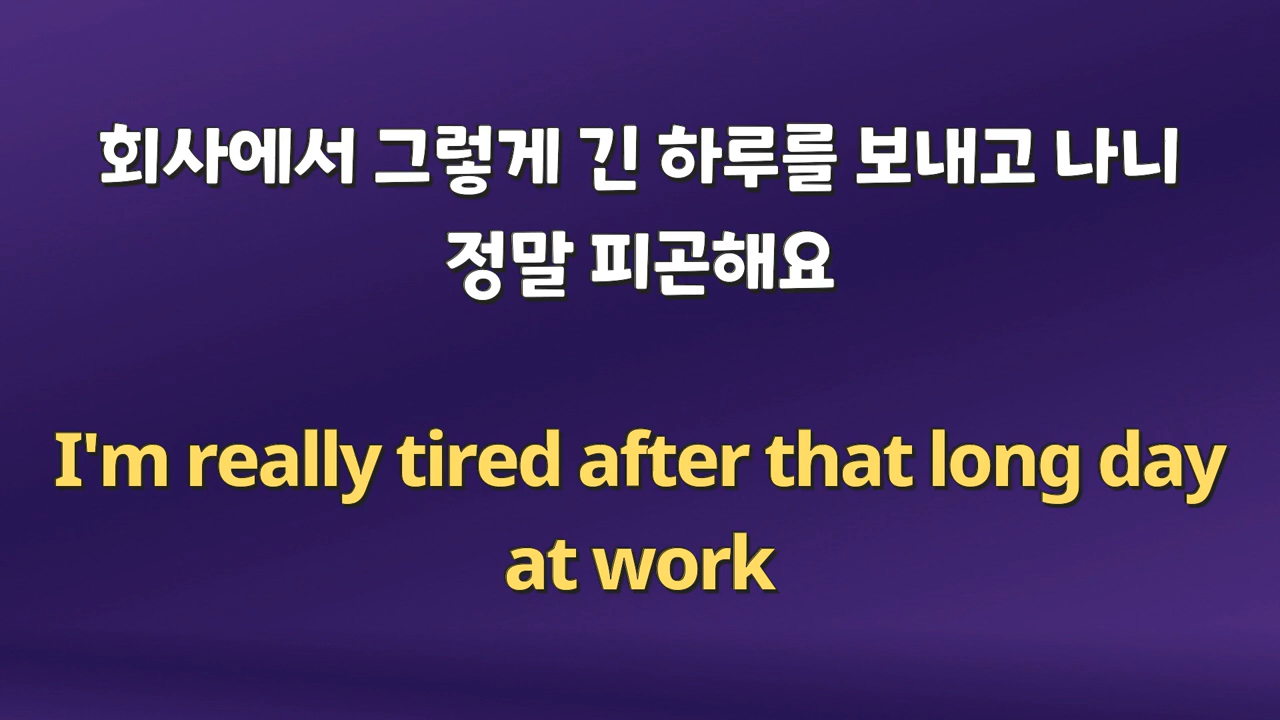 회사에서 그렇게 긴 하루를 보내고 나니
정말 피곤해요
I'm really tired after that long day
at work